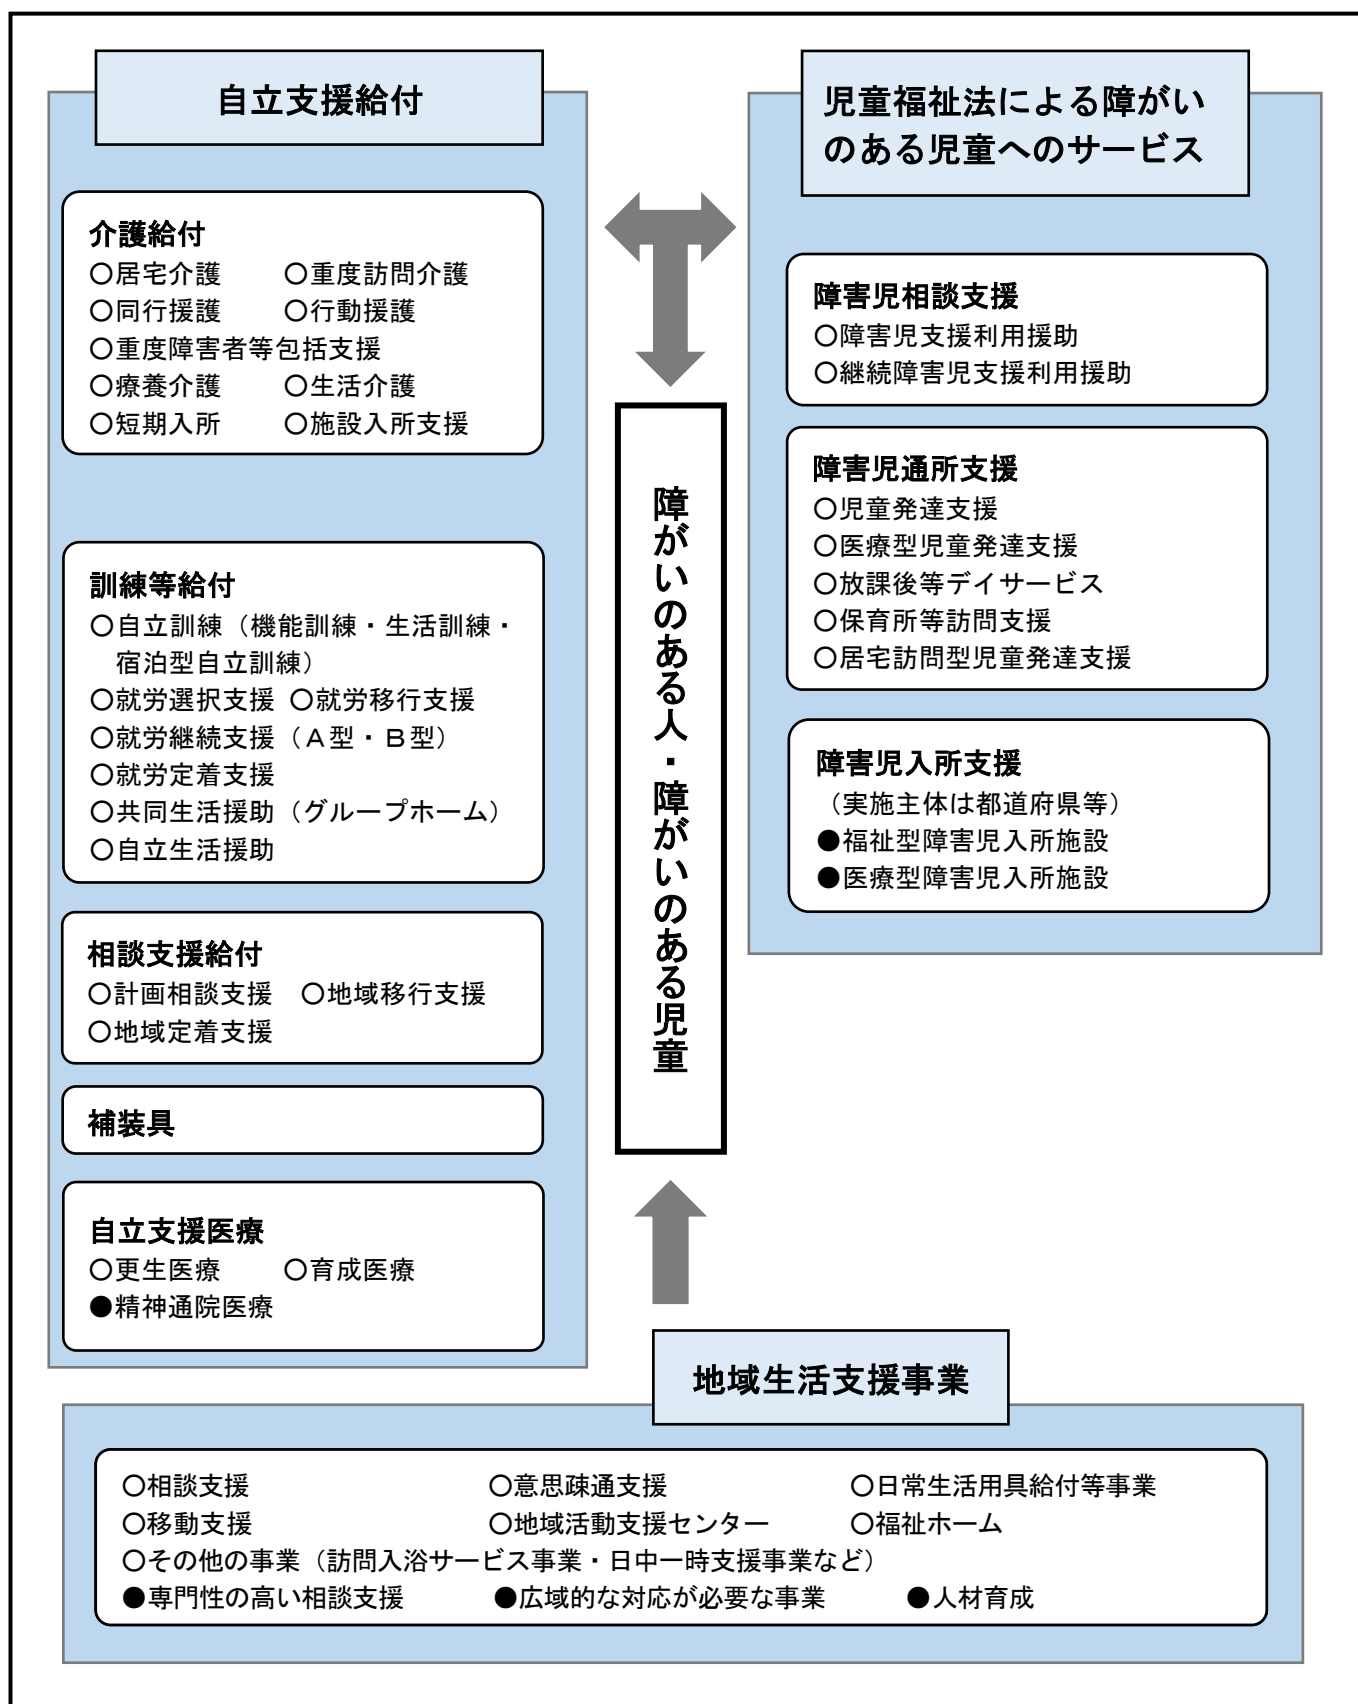 自立支援給付
介護給付
○居宅介護 ○重度訪問介護
○同行援護 ○行動援護
○重度障害者等包括支援
○療養介護 ○生活介護
○短期入所 ○施設入所支援
訓練等給付
○自立訓練（機能訓練・生活訓練・
宿泊型自立訓練）
○就労選択支援 ○就労移行支援
○就労継続支援（Ａ型・Ｂ型）
○就労定着支援
○共同生活援助（グループホーム）
○自立生活援助
相談支援給付
○計画相談支援 ○地域移行支援
○地域定着支援
補装具
自立支援医療
○更生医療 ○育成医療
●精神通院医療
障がいのある人・障がいのある児童
児童福祉法による障がい
のある児童へのサービス
障害児相談支援
○障害児支援利用援助
○継続障害児支援利用援助
障害児通所支援
○児童発達支援
○医療型児童発達支援
○放課後等デイサービス
○保育所等訪問支援
○居宅訪問型児童発達支援
障害児入所支援
（実施主体は都道府県等）
●福祉型障害児入所施設
●医療型障害児入所施設
地域生活支援事業
○相談支援 ○意思疎通支援 ○日常生活用具給付等事業
○移動支援 ○地域活動支援センター ○福祉ホーム
○その他の事業（訪問入浴サービス事業・日中一時支援事業など）
●専門性の高い相談支援 ●広域的な対応が必要な事業 ●人材育成